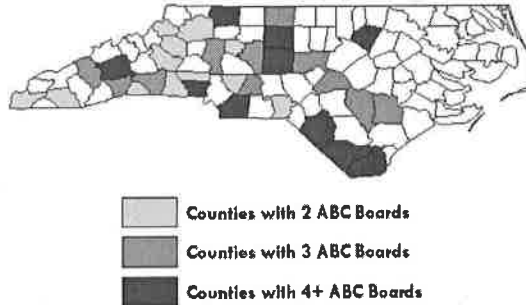 Counties with 2 ABC Boards
Counties with 3 ABC Boards
Counties with 4+ ABC Boards